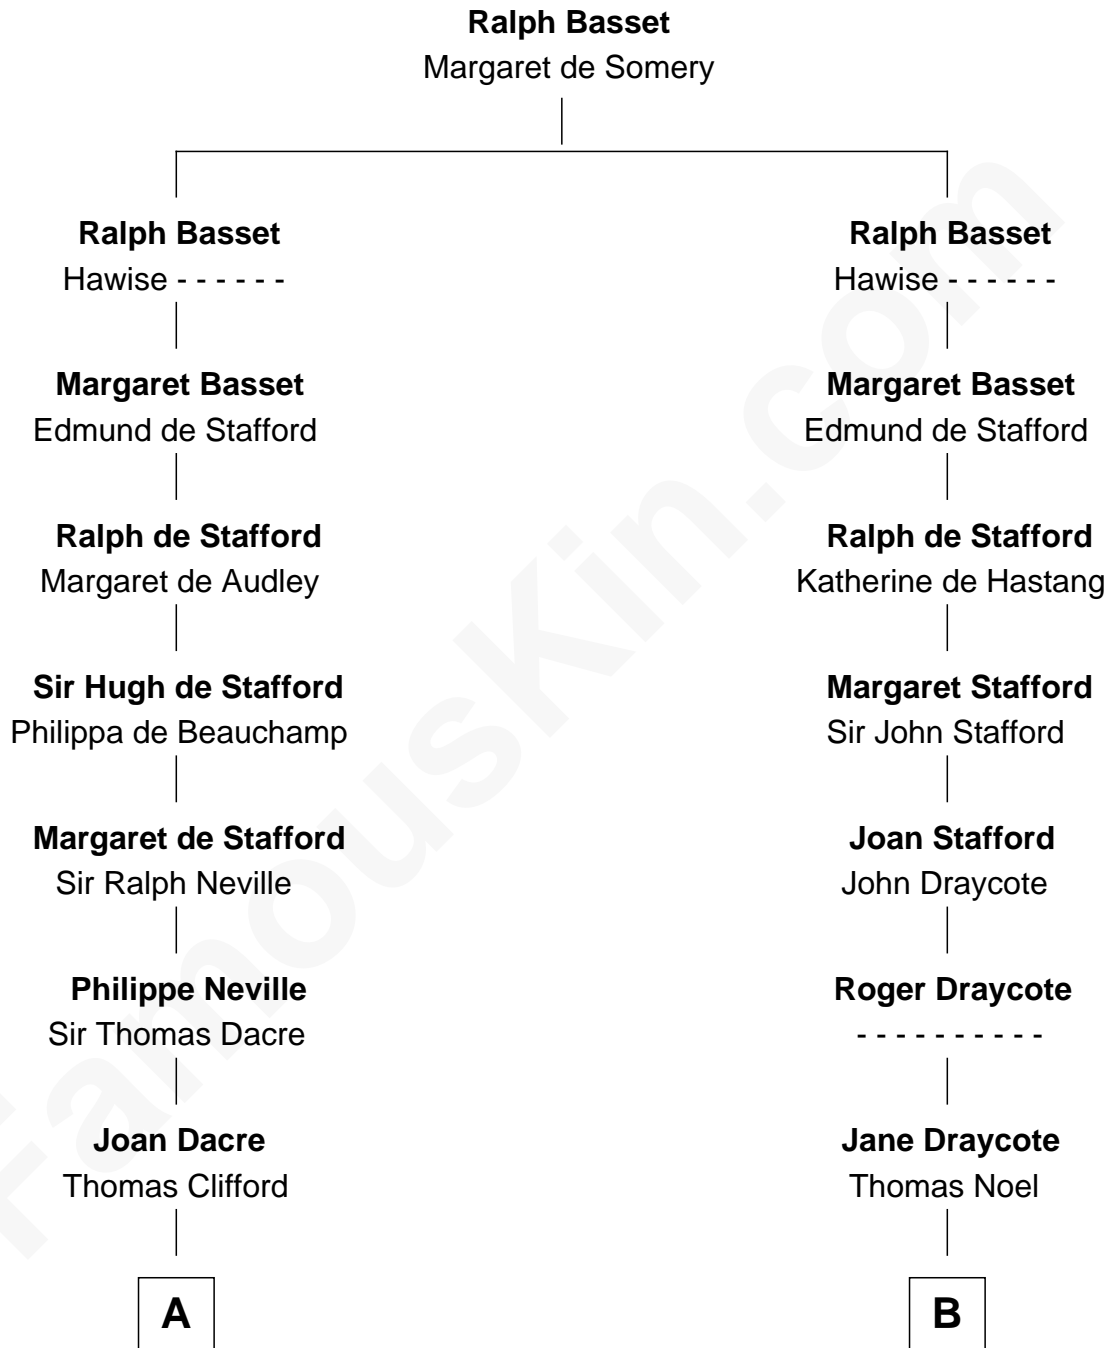 Ralph Basset
Margaret de Somery
Ralph Basset
Hawise - - - - - -
Margaret Basset
Edmund de Stafford
Ralph de Stafford
Margaret de Audley
Sir Hugh de Stafford
Philippa de Beauchamp
Margaret de Stafford
Sir Ralph Neville
Philippe Neville
Sir Thomas Dacre
Joan Dacre
Thomas Clifford
A
Ralph Basset
Hawise - - - - - -
Margaret Basset
Edmund de Stafford
Ralph de Stafford
Katherine de Hastang
Margaret Stafford
Sir John Stafford
Joan Stafford
John Draycote
Roger Draycote
- - - - - - - - - -
Jane Draycote
Thomas Noel
B
FamousKin.com